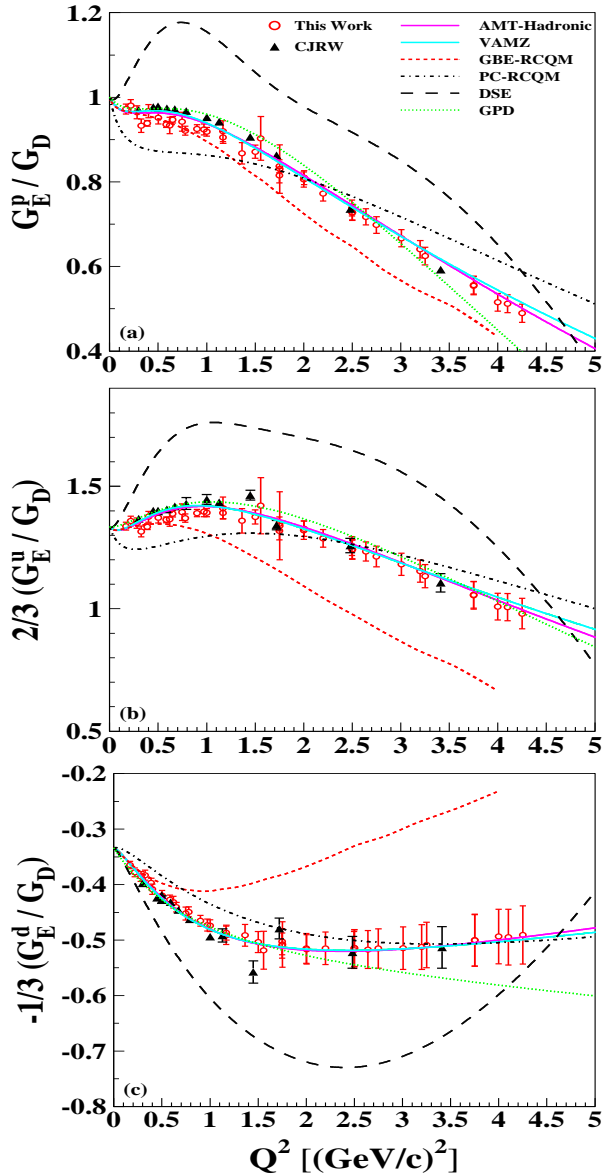 This Work
CJRW
AMT-Hadronic
VAMZ
GBE-RCQM
PC-RCQM
DSE
GPD
G_E^p / G_D
1.2
1
0.8
0.6
0.4
(a)
0 0.5 1 1.5 2 2.5 3 3.5 4 4.5 5
2/3 (G_E^u / G_D)
1.5
1
0.5
(b)
0 0.5 1 1.5 2 2.5 3 3.5 4 4.5 5
-1/3 (G_E^d / G_D)
-0.2
-0.3
-0.4
-0.5
-0.6
-0.7
-0.8
(c)
0 0.5 1 1.5 2 2.5 3 3.5 4 4.5 5
Q^2 [(GeV/c)^2]